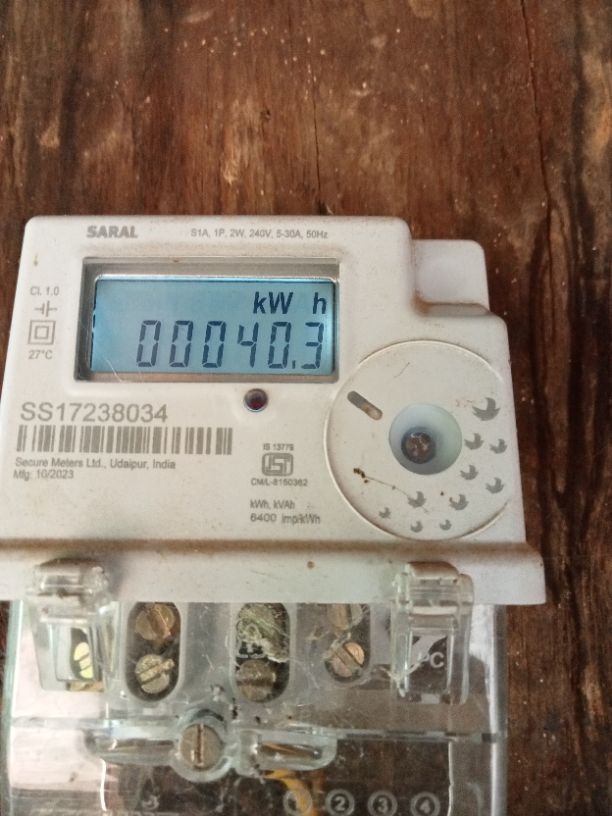 SARAL
S1A, 1P, 2W, 240V, 5-30A, 50Hz
Cl. 1.0
27°C
kW h
00040.3
SS17238034
Secure Meters Ltd., Udaipur, India
Mfg: 10/2023
IS 13779
CM/L-8150362
kWh, kVAh
6400 imp/kWh
C
1 2 3 4